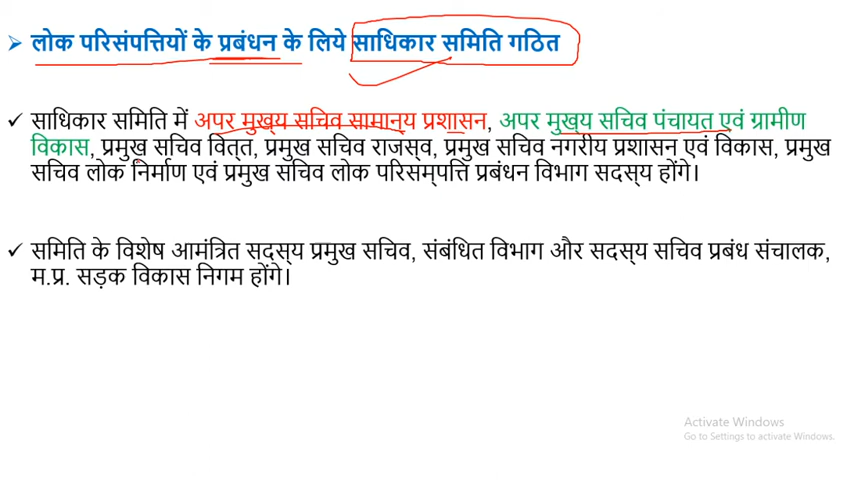 लोक परिसंपत्तियों के प्रबंधन के लिये साधिकार समिति गठित
साधिकार समिति में अपर मुख्य सचिव सामान्य प्रशासन, अपर मुख्य सचिव पंचायत एवं ग्रामीण
विकास, प्रमुख सचिव वित्त, प्रमुख सचिव राजस्व, प्रमुख सचिव नगरीय प्रशासन एवं विकास, प्रमुख
सचिव लोक निर्माण एवं प्रमुख सचिव लोक परिसम्पत्ति प्रबंधन विभाग सदस्य होंगे।
समिति के विशेष आमंत्रित सदस्य प्रमुख सचिव, संबंधित विभाग और सदस्य सचिव प्रबंध संचालक,
म.प्र. सड़क विकास निगम होंगे।
Activate Windows
Go to Settings to activate Windows.